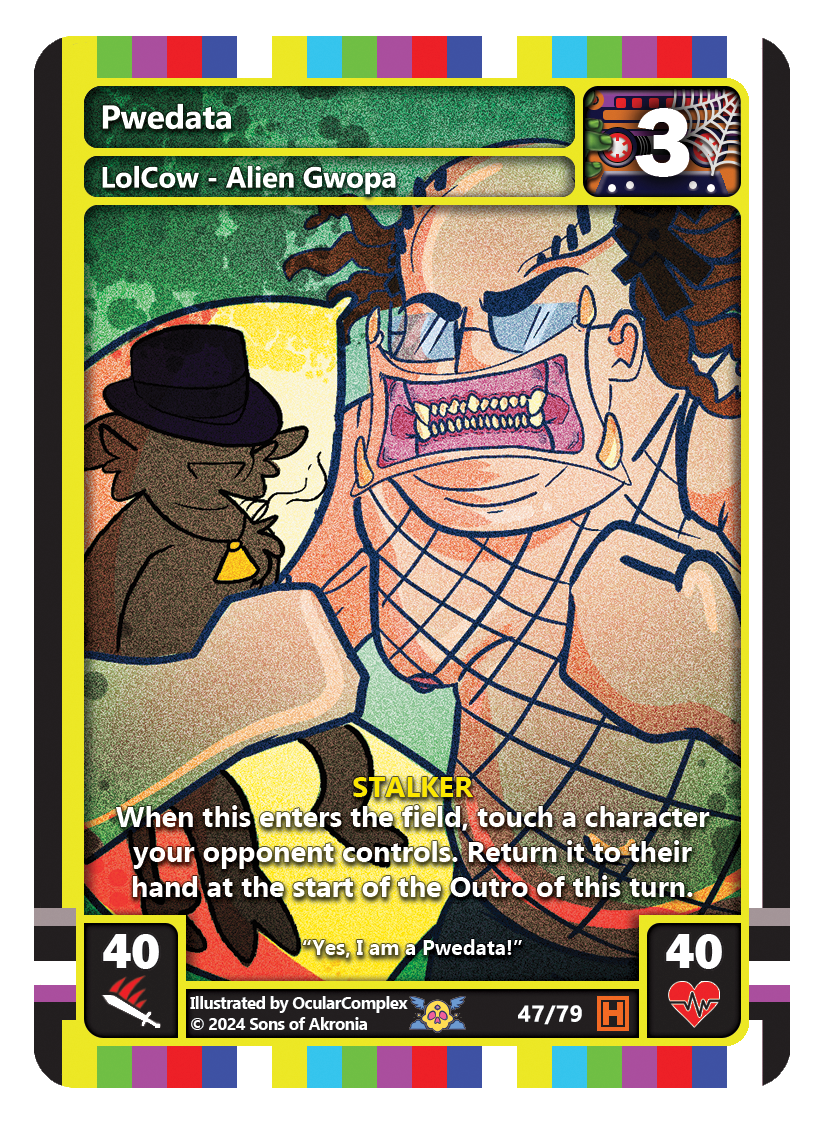 Pwedata
3
LolCow - Alien Gwopa
STALKER
When this enters the field, touch a character
your opponent controls. Return it to their
hand at the start of the Outro of this turn.
“Yes, I am a Pwedata!”
40
40
Illustrated by OcularComplex
© 2024 Sons of Akronia
47/79
H